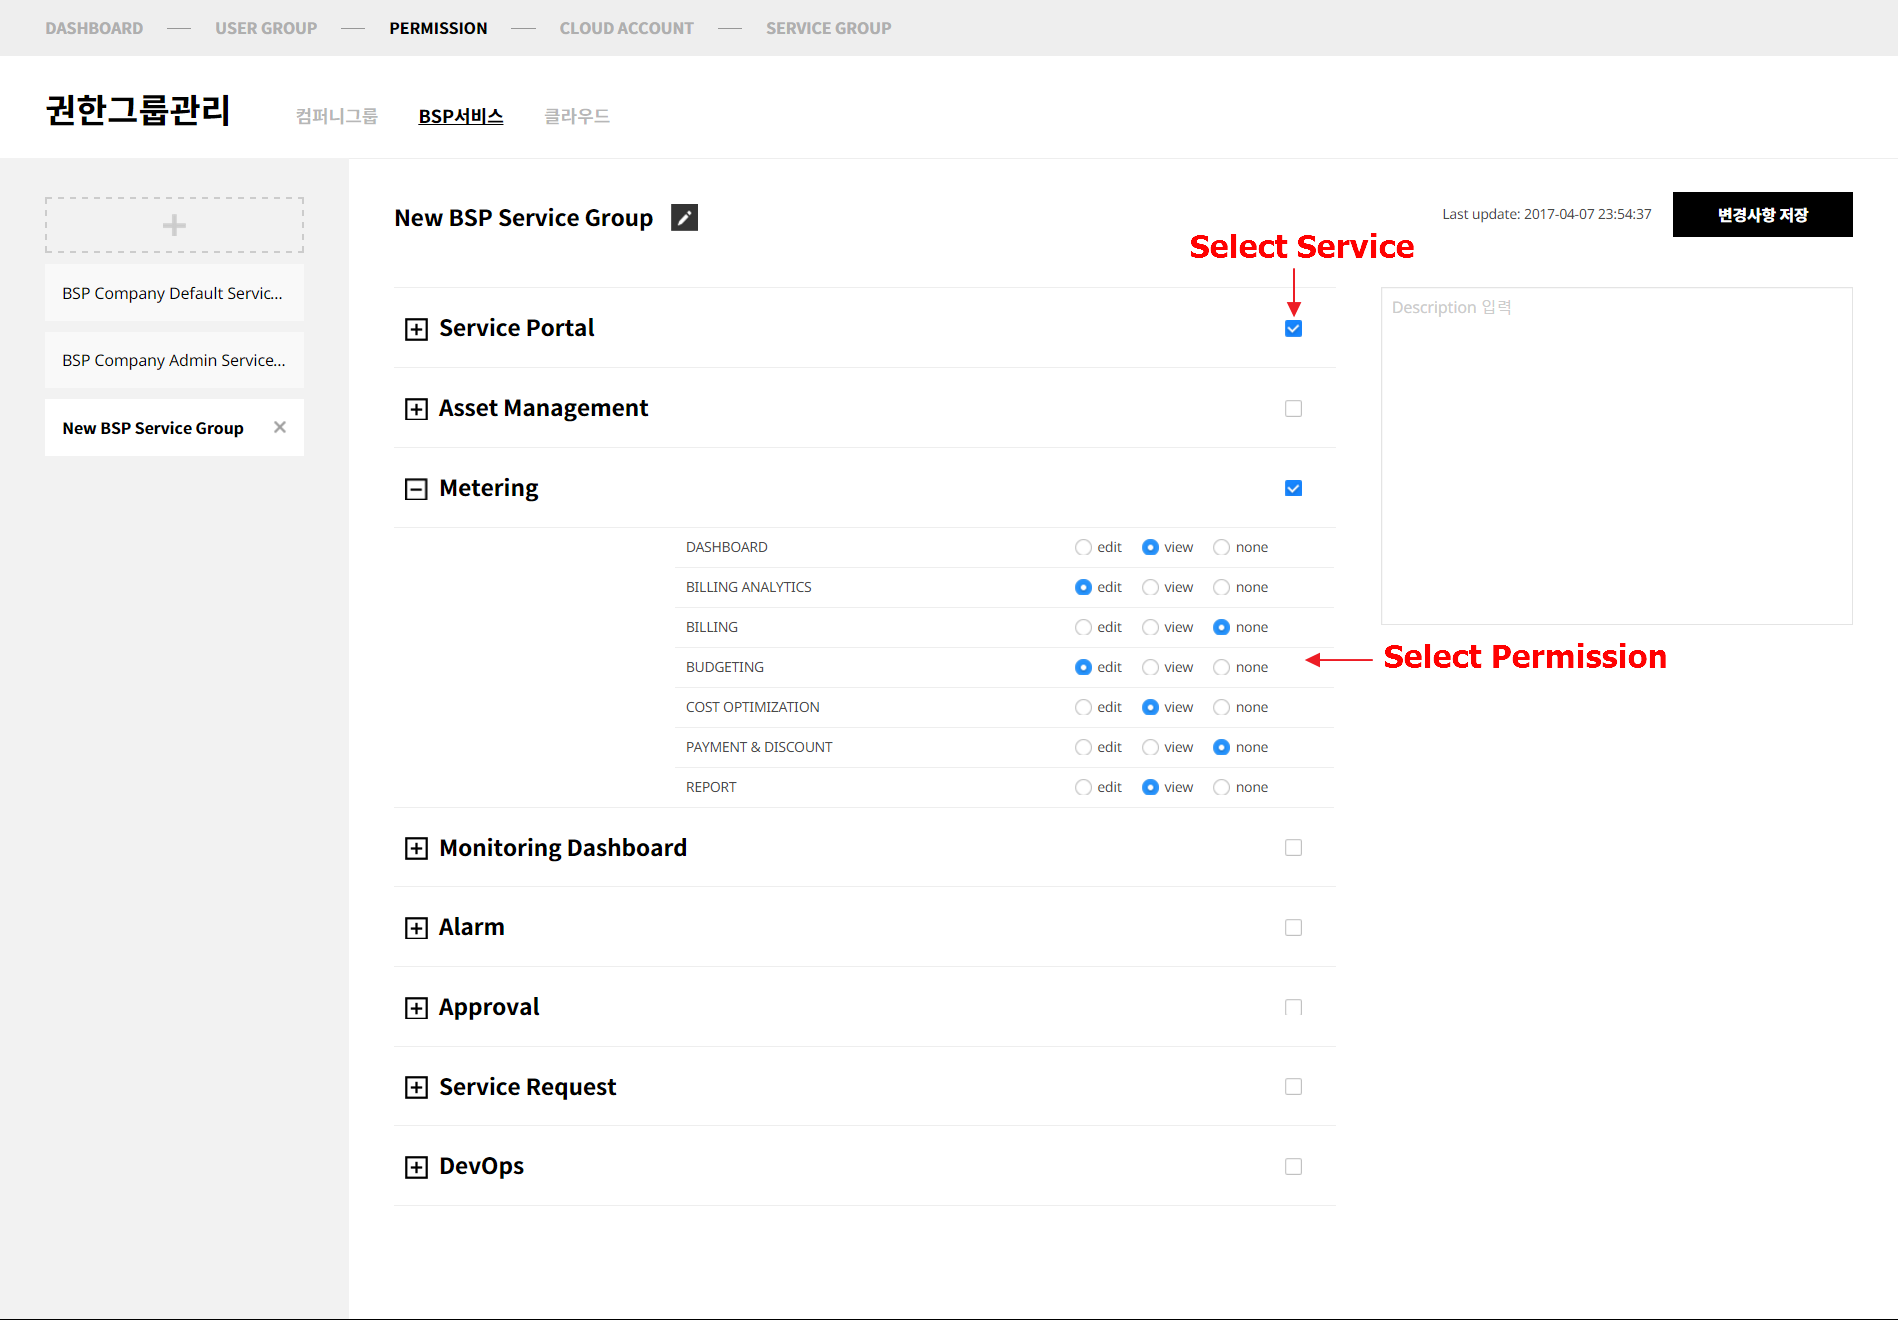 DASHBOARD — USER GROUP — PERMISSION — CLOUD ACCOUNT — SERVICE GROUP
권한그룹관리 컴퍼니그룹 BSP서비스 클라우드
+
BSP Company Default Servic...
BSP Company Admin Service...
New BSP Service Group ×
New BSP Service Group
Last update: 2017-04-07 23:54:37
변경사항 저장
Select Service
Service Portal
Asset Management
Metering
DASHBOARD edit view none
BILLING ANALYTICS edit view none
BILLING edit view none
BUDGETING edit view none
COST OPTIMIZATION edit view none
PAYMENT & DISCOUNT edit view none
REPORT edit view none
Monitoring Dashboard
Alarm
Approval
Service Request
DevOps
Description 입력
Select Permission